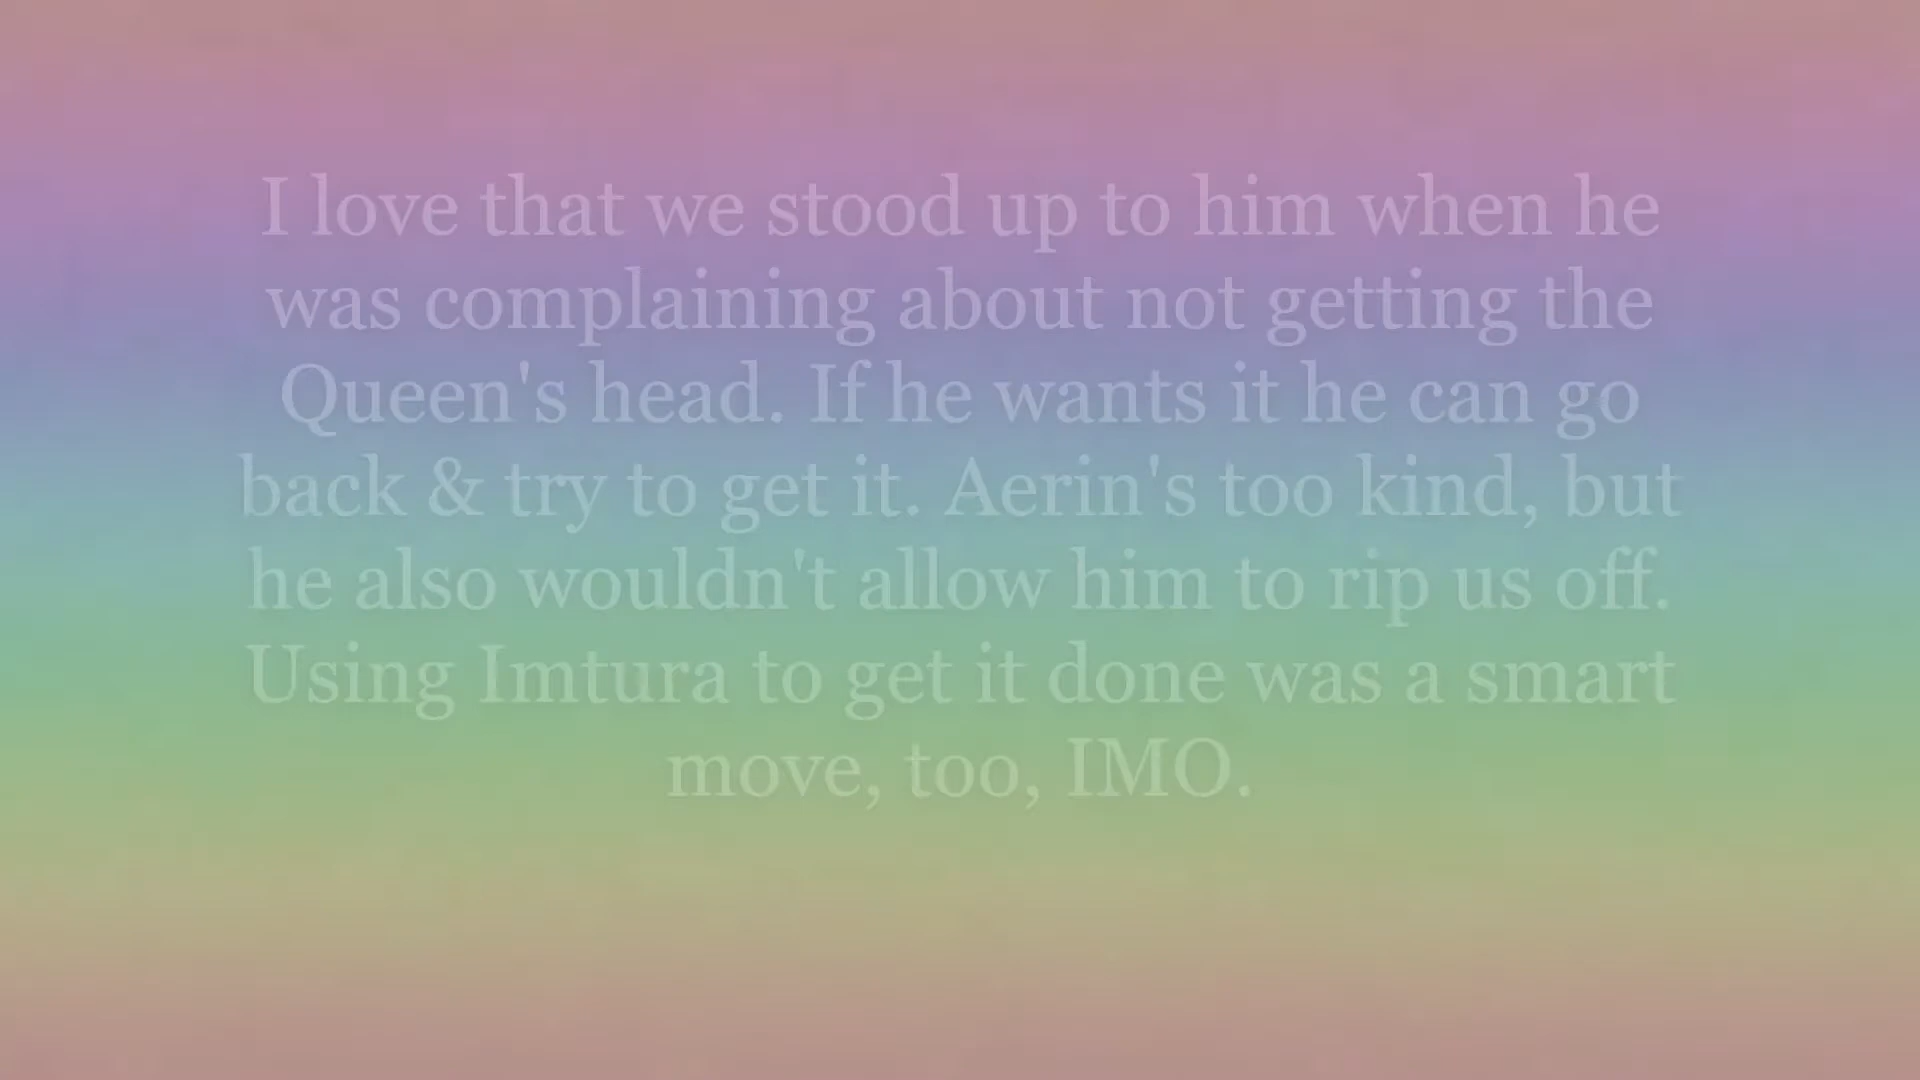 I love that we stood up to him when he
was complaining about not getting the
Queen's head. If he wants it he can go
back & try to get it. Aerin's too kind, but
he also wouldn't allow him to rip us off.
Using Imtura to get it done was a smart
move, too, IMO.